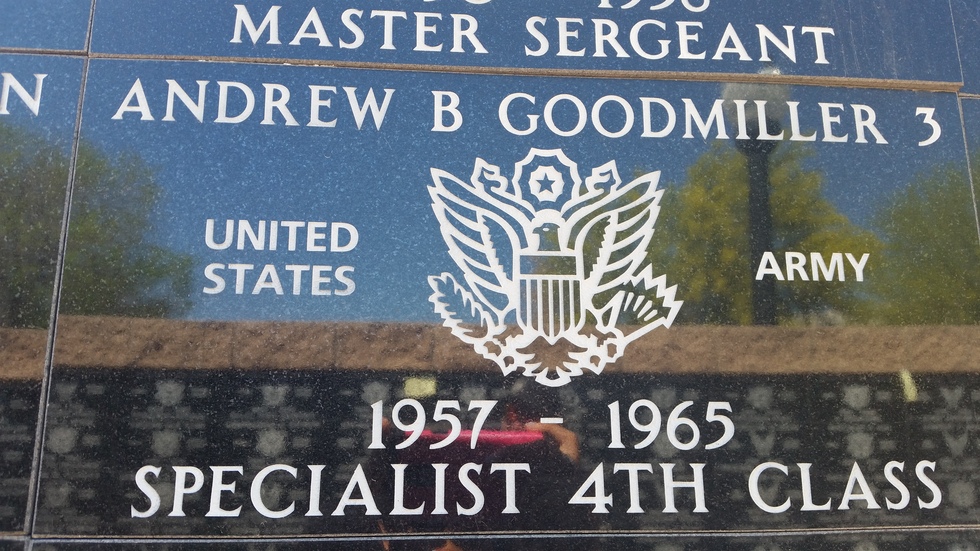 MASTER SERGEANT
N
ANDREW B GOODMILLER 3
UNITED
STATES
ARMY
1957 - 1965
SPECIALIST 4TH CLASS